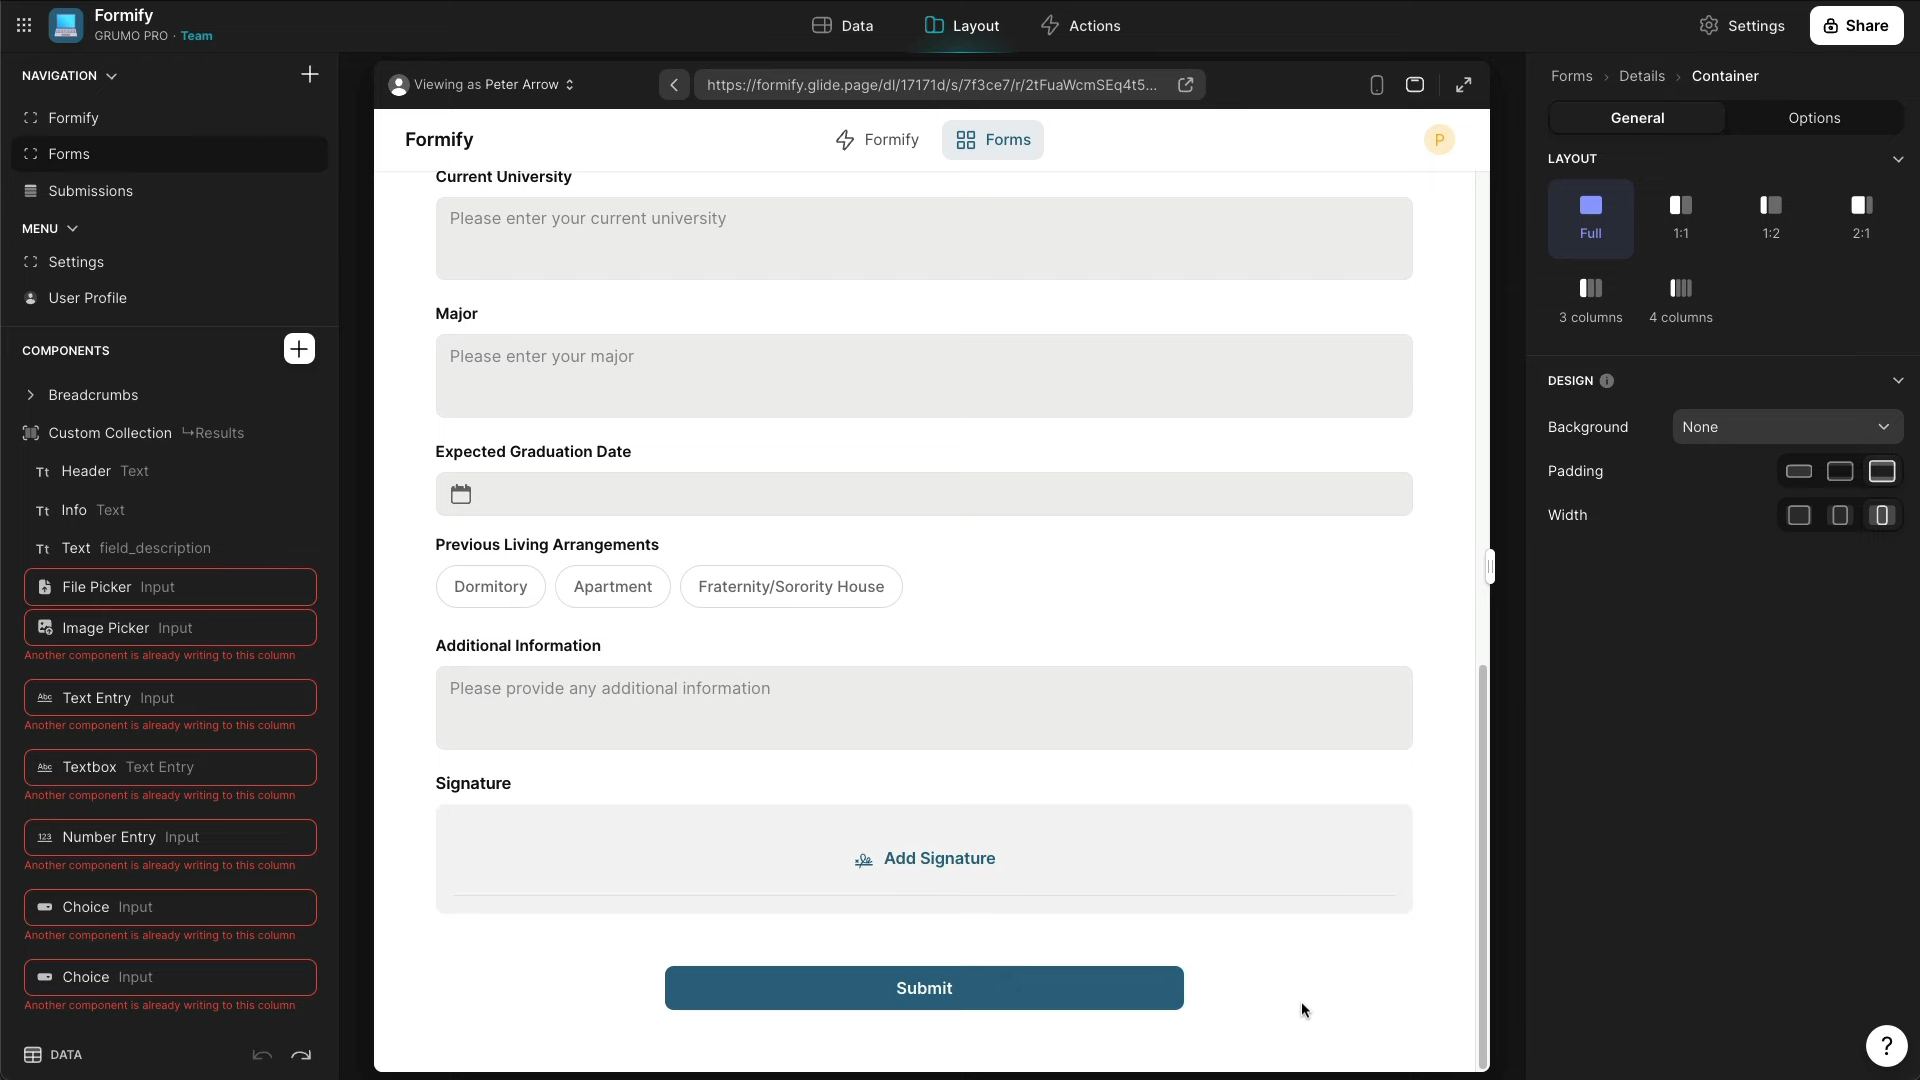 Formify
GRUMO PRO · Team
Data
Layout
Actions
Settings
Share
NAVIGATION
Formify
Forms
Submissions
MENU
Settings
User Profile
COMPONENTS
Breadcrumbs
Custom Collection ↪Results
Tt Header Text
Tt Info Text
Tt Text field_description
File Picker Input
Image Picker Input
Another component is already writing to this column
Abc Text Entry Input
Another component is already writing to this column
Abc Textbox Text Entry
Another component is already writing to this column
123 Number Entry Input
Another component is already writing to this column
Choice Input
Another component is already writing to this column
Choice Input
Another component is already writing to this column
DATA
Viewing as Peter Arrow
https://formify.glide.page/dl/17171d/s/7f3ce7/r/2tFuaWcmSEq4t5...
Formify
Formify
Forms
P
Current University
Please enter your current university
Major
Please enter your major
Expected Graduation Date
Previous Living Arrangements
Dormitory
Apartment
Fraternity/Sorority House
Additional Information
Please provide any additional information
Signature
Add Signature
Submit
Forms › Details › Container
General
Options
LAYOUT
Full
1:1
1:2
2:1
3 columns
4 columns
DESIGN
Background
None
Padding
Width
?